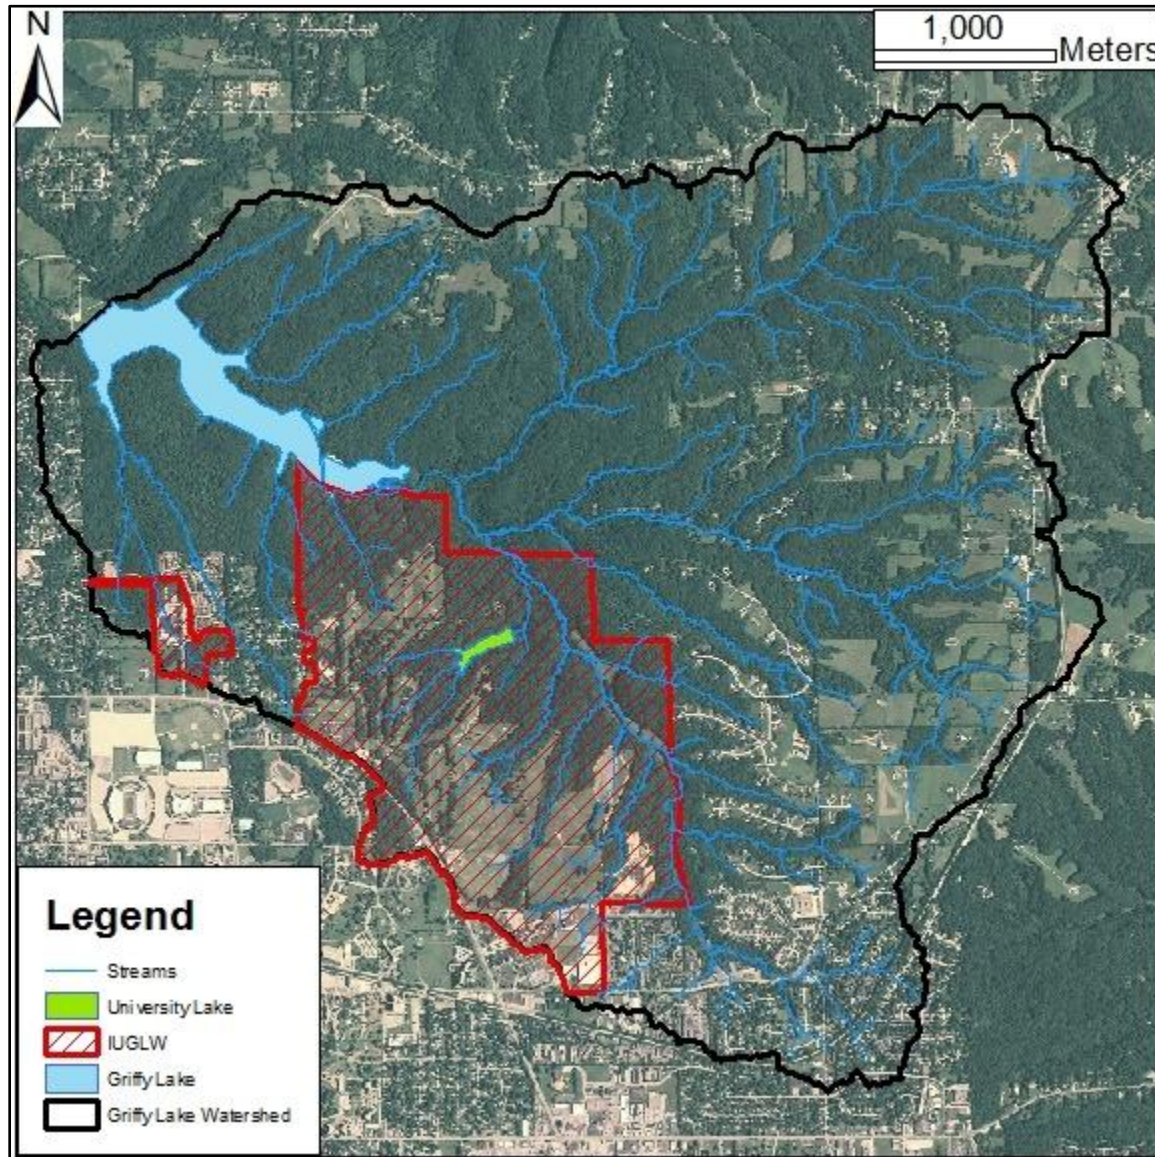 N
1,000
Meters
Legend
Streams
University Lake
IUGLW
Griffy Lake
Griffy Lake Watershed